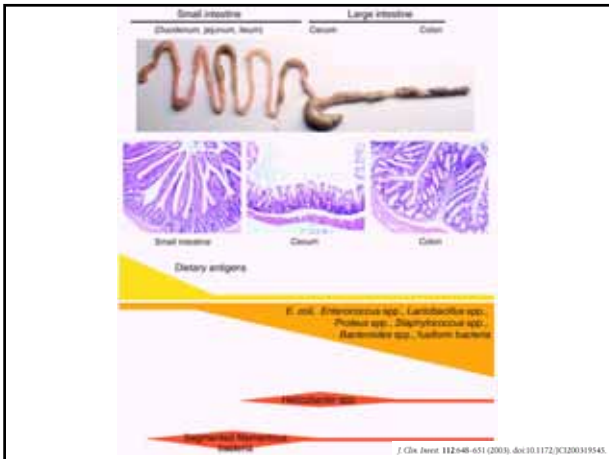 Small intestine Large intestine
(Duodenum, jejunum, ileum) Cecum Colon
Small intestine Cecum Colon
Dietary antigens
E. coli, Enterococcus spp., Lactobacillus spp.,
Proteus spp., Staphylococcus spp.,
Bacteroides spp., fusiform bacteria
Helicobacter spp.
Segmented filamentous
bacteria
J. Clin. Invest. 112:648–651 (2003). doi:10.1172/JCI200319545.